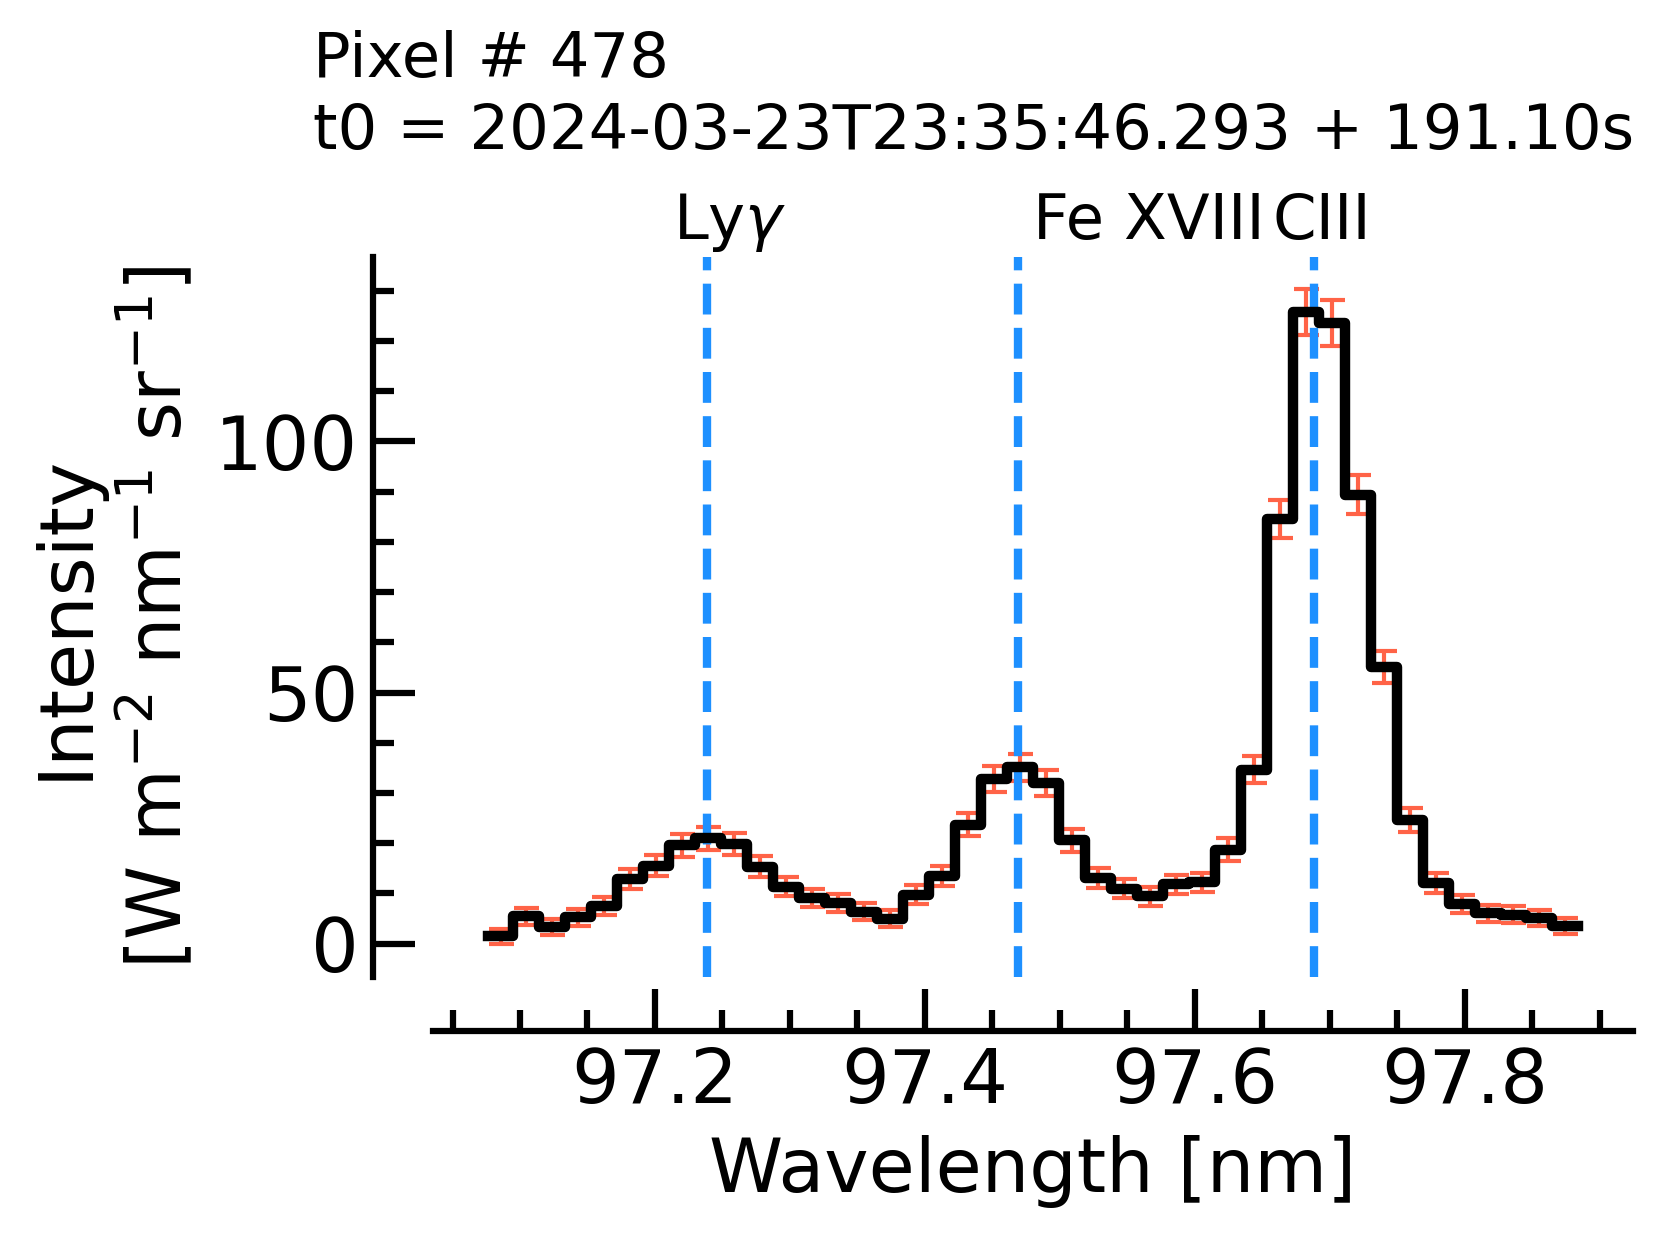 Pixel # 478
t0 = 2024-03-23T23:35:46.293 + 191.10s
Lyγ Fe XVIII CIII
Intensity
[W m⁻² nm⁻¹ sr⁻¹]
100
50
0
97.2 97.4 97.6 97.8
Wavelength [nm]